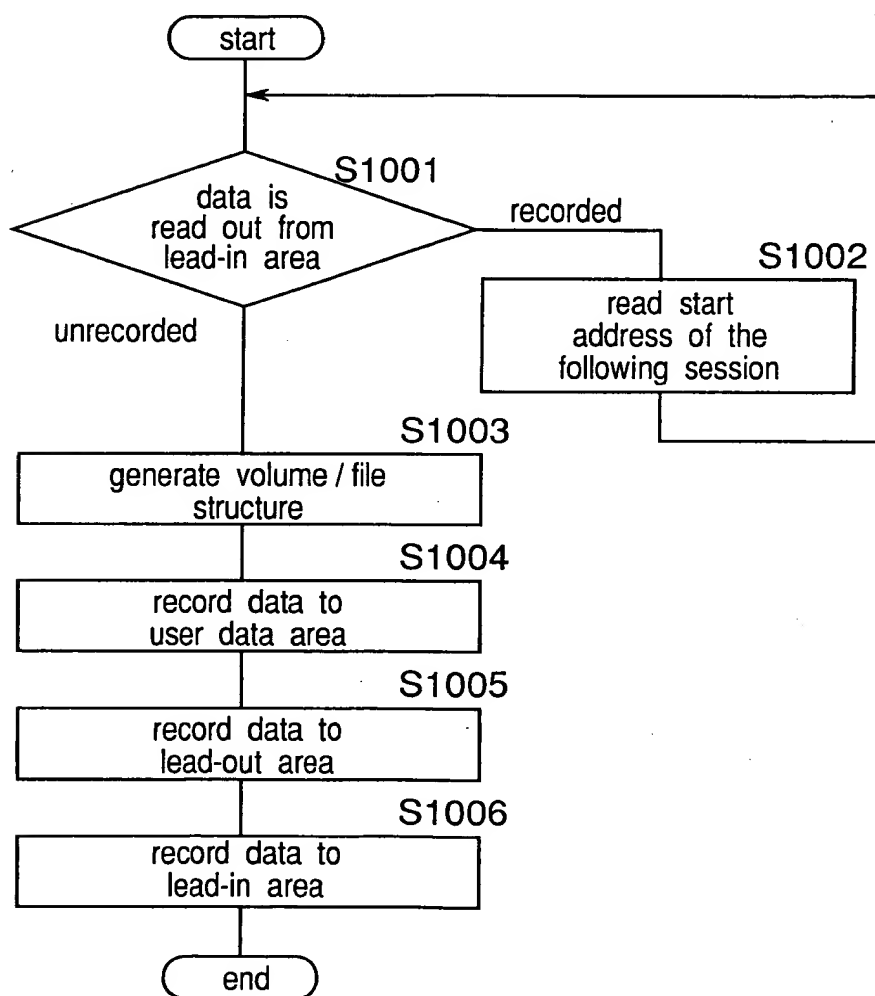 start
S1001
data is
read out from
lead-in area
recorded
S1002
read start
address of the
following session
unrecorded
S1003
generate volume / file
structure
S1004
record data to
user data area
S1005
record data to
lead-out area
S1006
record data to
lead-in area
end